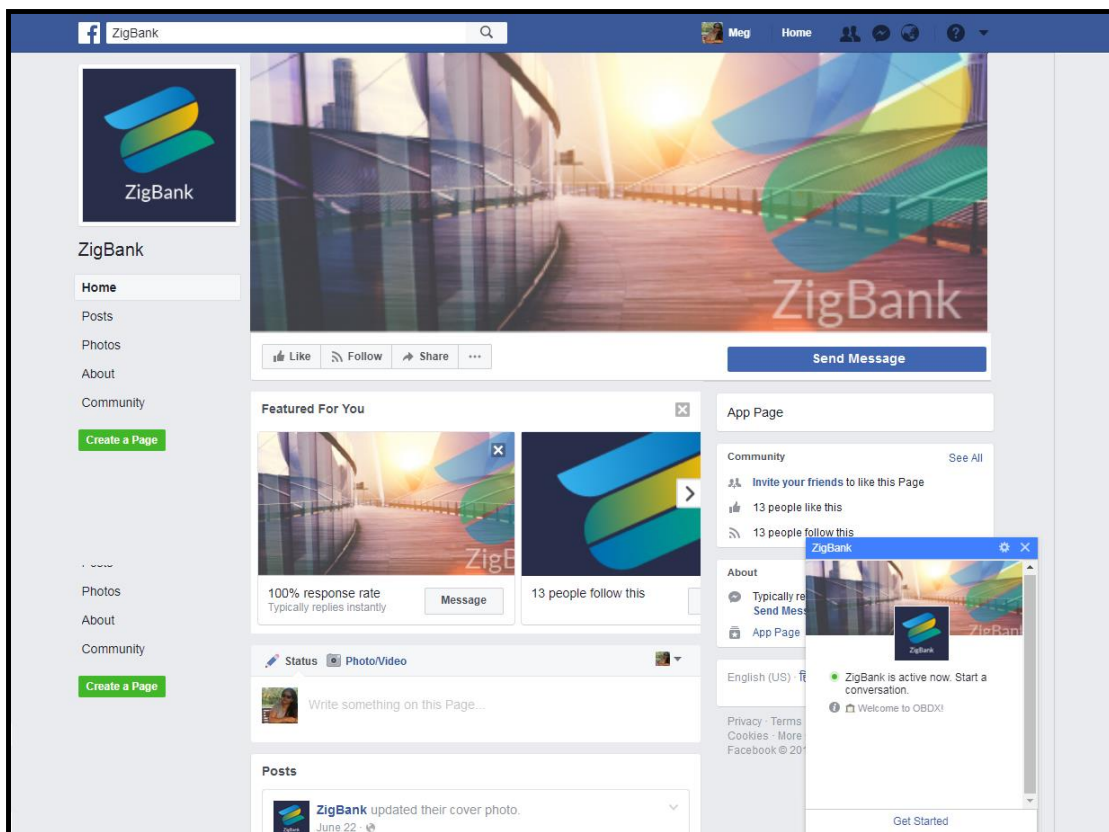 ZigBank
Meg Home
ZigBank
ZigBank
ZigBank
Home
Posts
Photos
About
Community
Create a Page
Like Follow Share ...
Send Message
Featured For You
100% response rate
Typically replies instantly
Message
13 people follow this
App Page
Community See All
Invite your friends to like this Page
13 people like this
13 people follow this
About
Typically re
Send Mess
App Page
English (US) ·
Privacy · Terms
Cookies · More
Facebook © 201
Photos
About
Community
Create a Page
Status Photo/Video
Write something on this Page...
Posts
ZigBank updated their cover photo.
June 22 ·
ZigBank
ZigBank
ZigBank
ZigBank is active now. Start a
conversation.
Welcome to OBDX!
Get Started